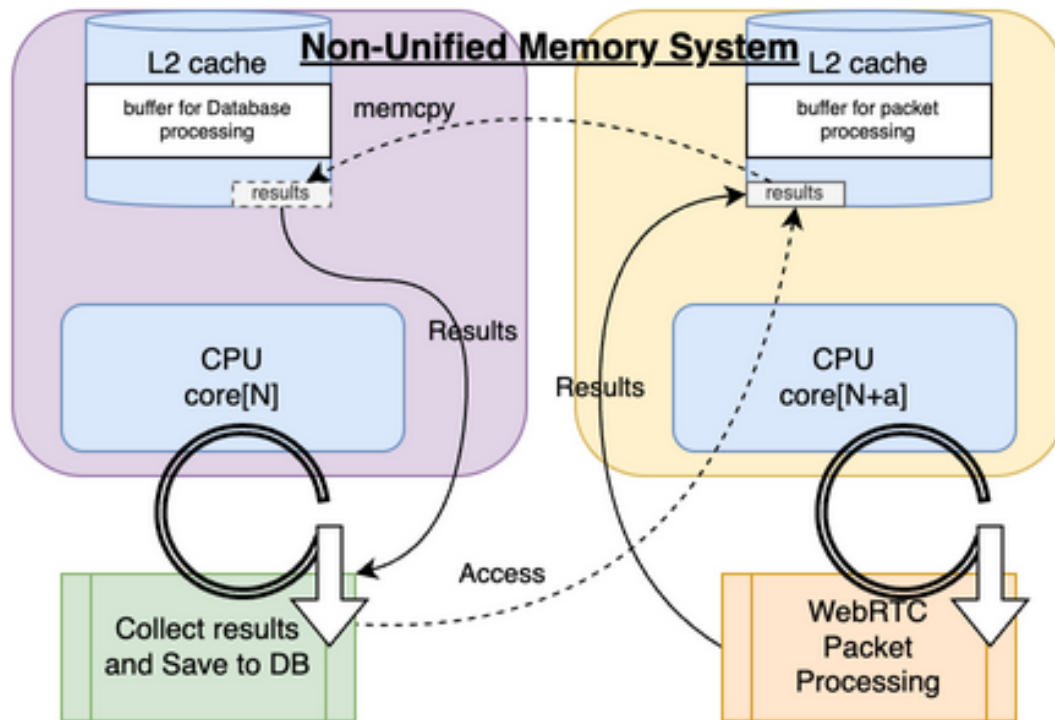 Non-Unified Memory System
L2 cache
buffer for Database
processing
results
memcpy
L2 cache
buffer for packet
processing
results
Results
Results
CPU
core[N]
CPU
core[N+a]
Access
Collect results
and Save to DB
WebRTC
Packet
Processing